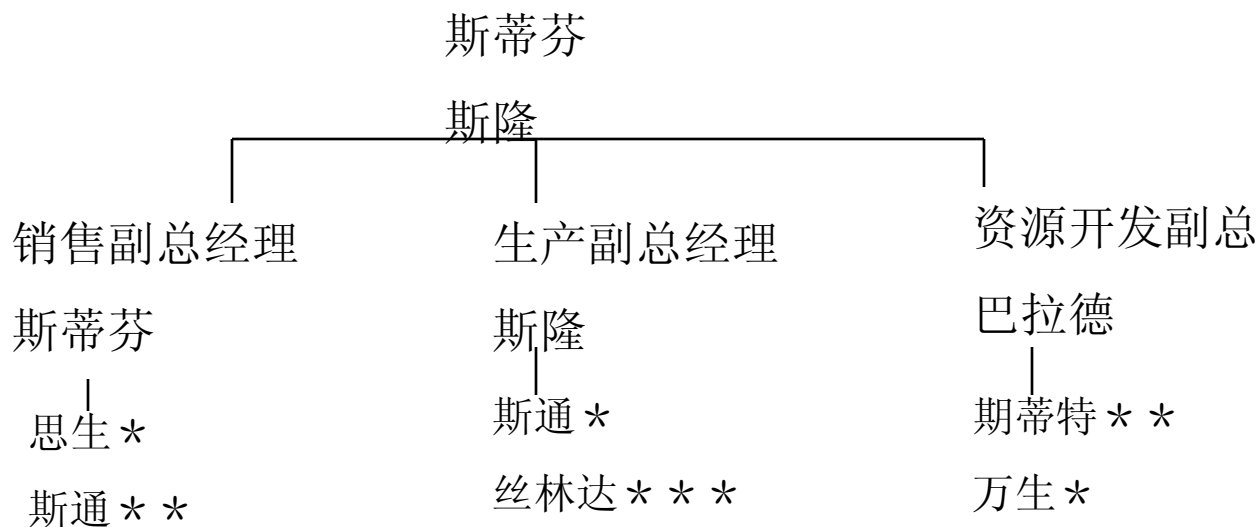 斯蒂芬
斯隆
销售副总经理
斯蒂芬
思生*
斯通**
生产副总经理
斯隆
斯通*
丝林达***
资源开发副总
巴拉德
期蒂特**
万生*